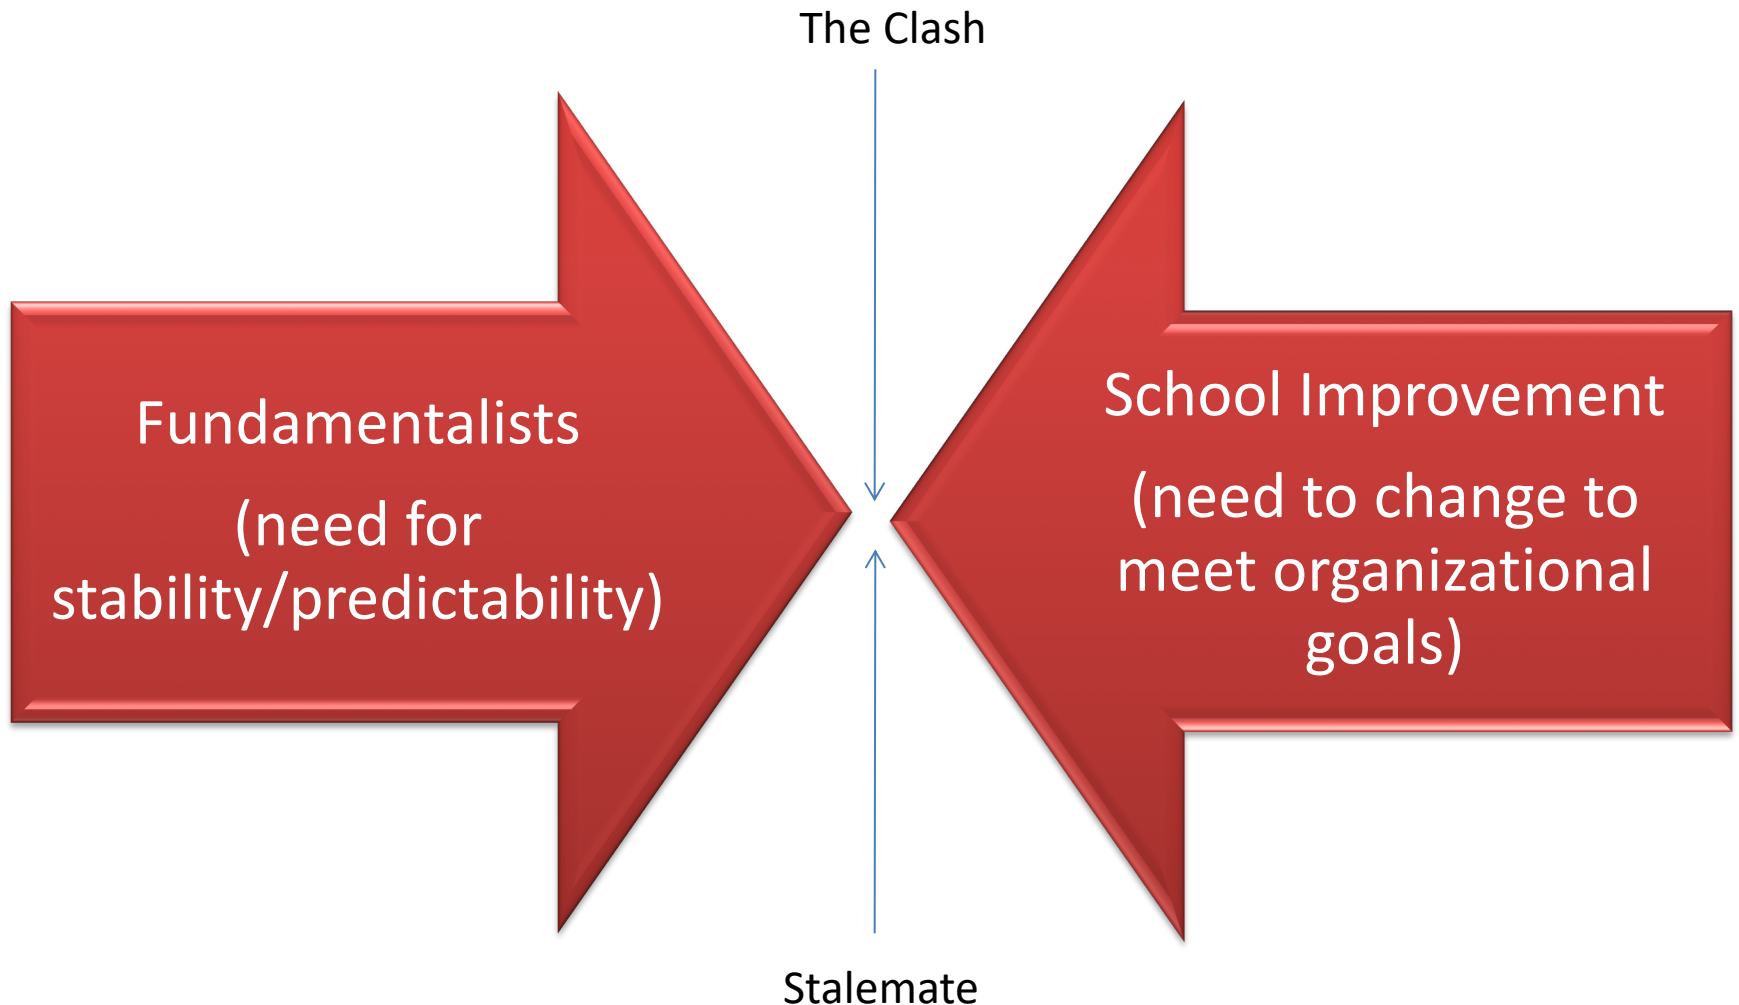 The Clash
Fundamentalists
(need for
stability/predictability)
School Improvement
(need to change to
meet organizational
goals)
Stalemate